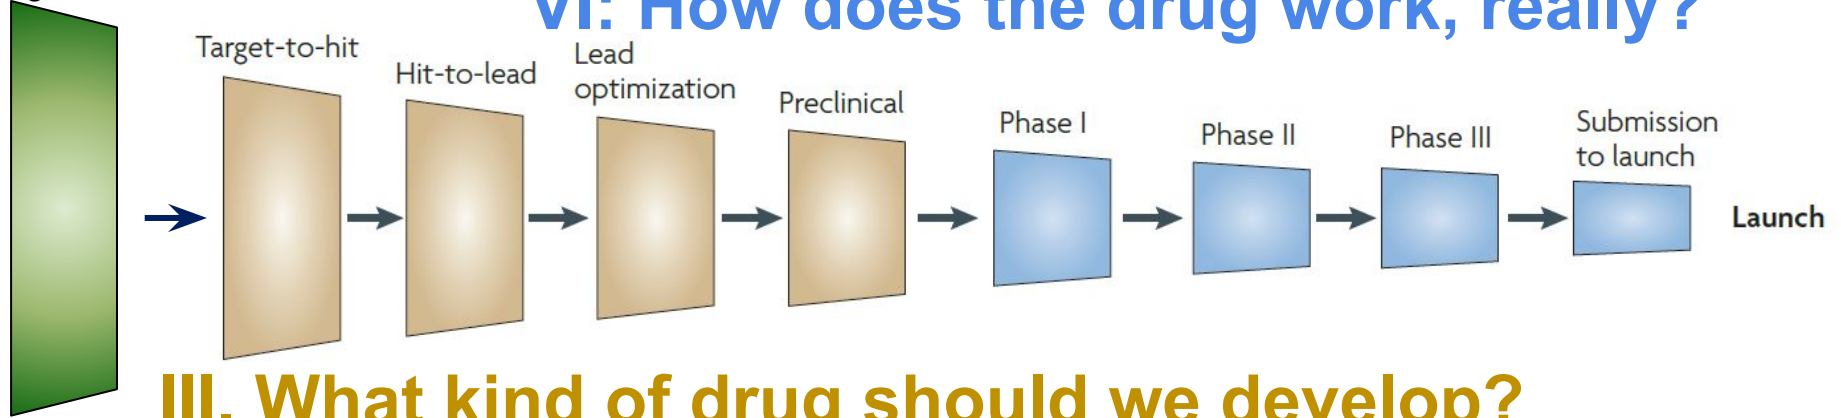 VI: How does the drug work, really?
Target-to-hit
Hit-to-lead
Lead
optimization
Preclinical
Phase I
Phase II
Phase III
Submission
to launch
Launch
III. What kind of drug should we develop?